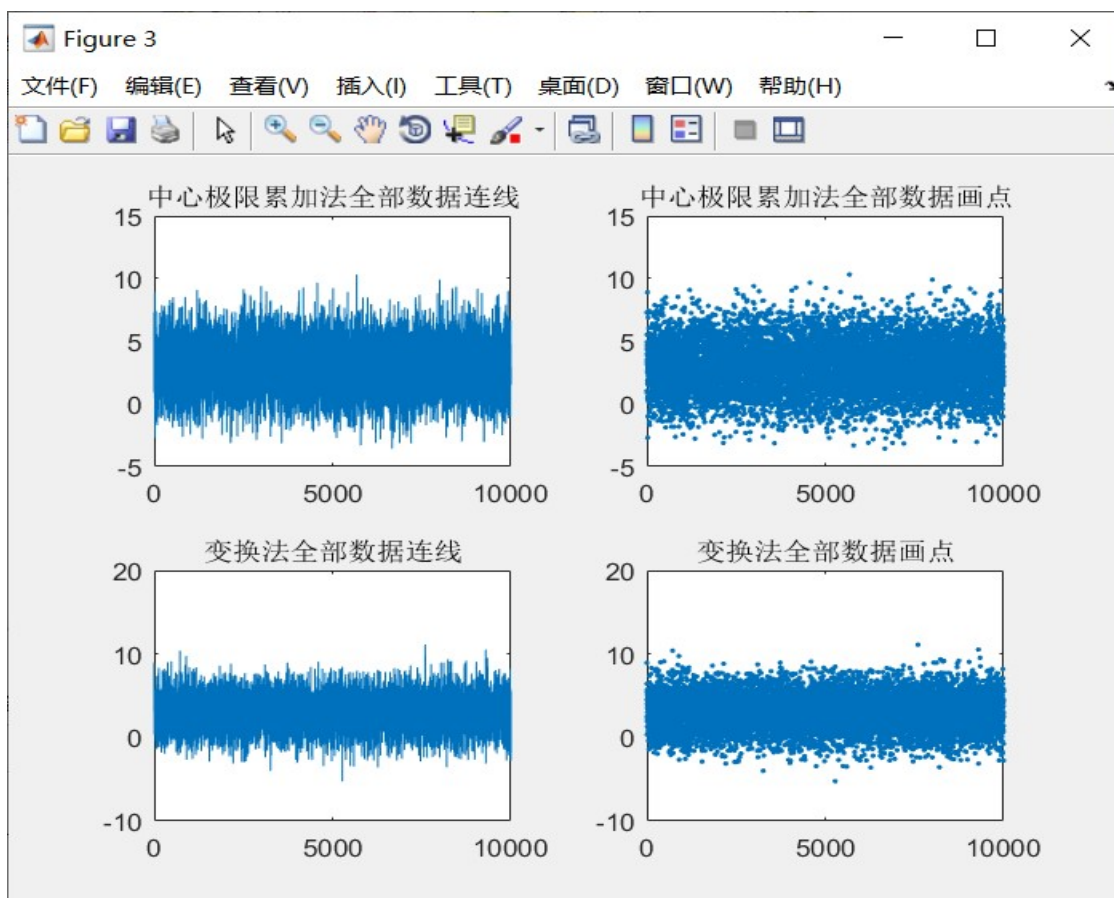 Figure 3
文件(F) 编辑(E) 查看(V) 插入(I) 工具(T) 桌面(D) 窗口(W) 帮助(H)
中心极限累加法全部数据连线
15
10
5
0
-5
0 5000 10000
中心极限累加法全部数据画点
15
10
5
0
-5
0 5000 10000
变换法全部数据连线
20
10
0
-10
0 5000 10000
变换法全部数据画点
20
10
0
-10
0 5000 10000